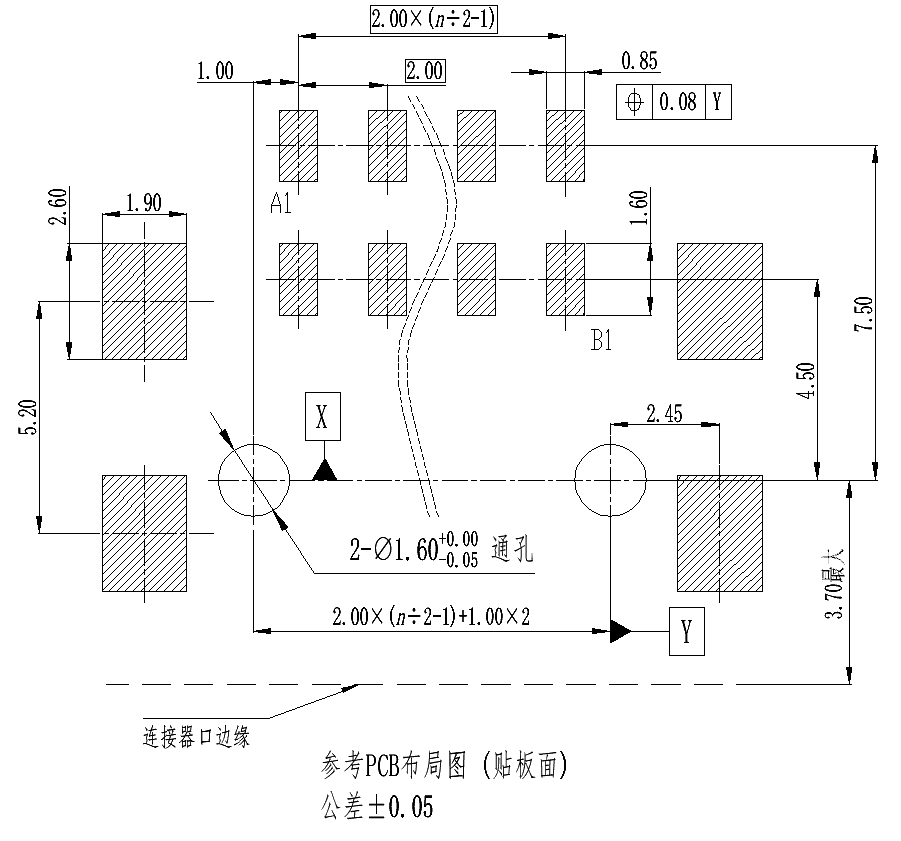 2.00×(n÷2-1)
1.00
2.00
0.85
⌖ 0.08 Y
A1
2.60
1.90
1.60
B1
7.50
4.50
5.20
X
2.45
2-∅1.60 +0.00 -0.05 通孔
3.70最大
2.00×(n÷2-1)+1.00×2
Y
连接器口边缘
参考PCB布局图 (贴板面)
公差±0.05